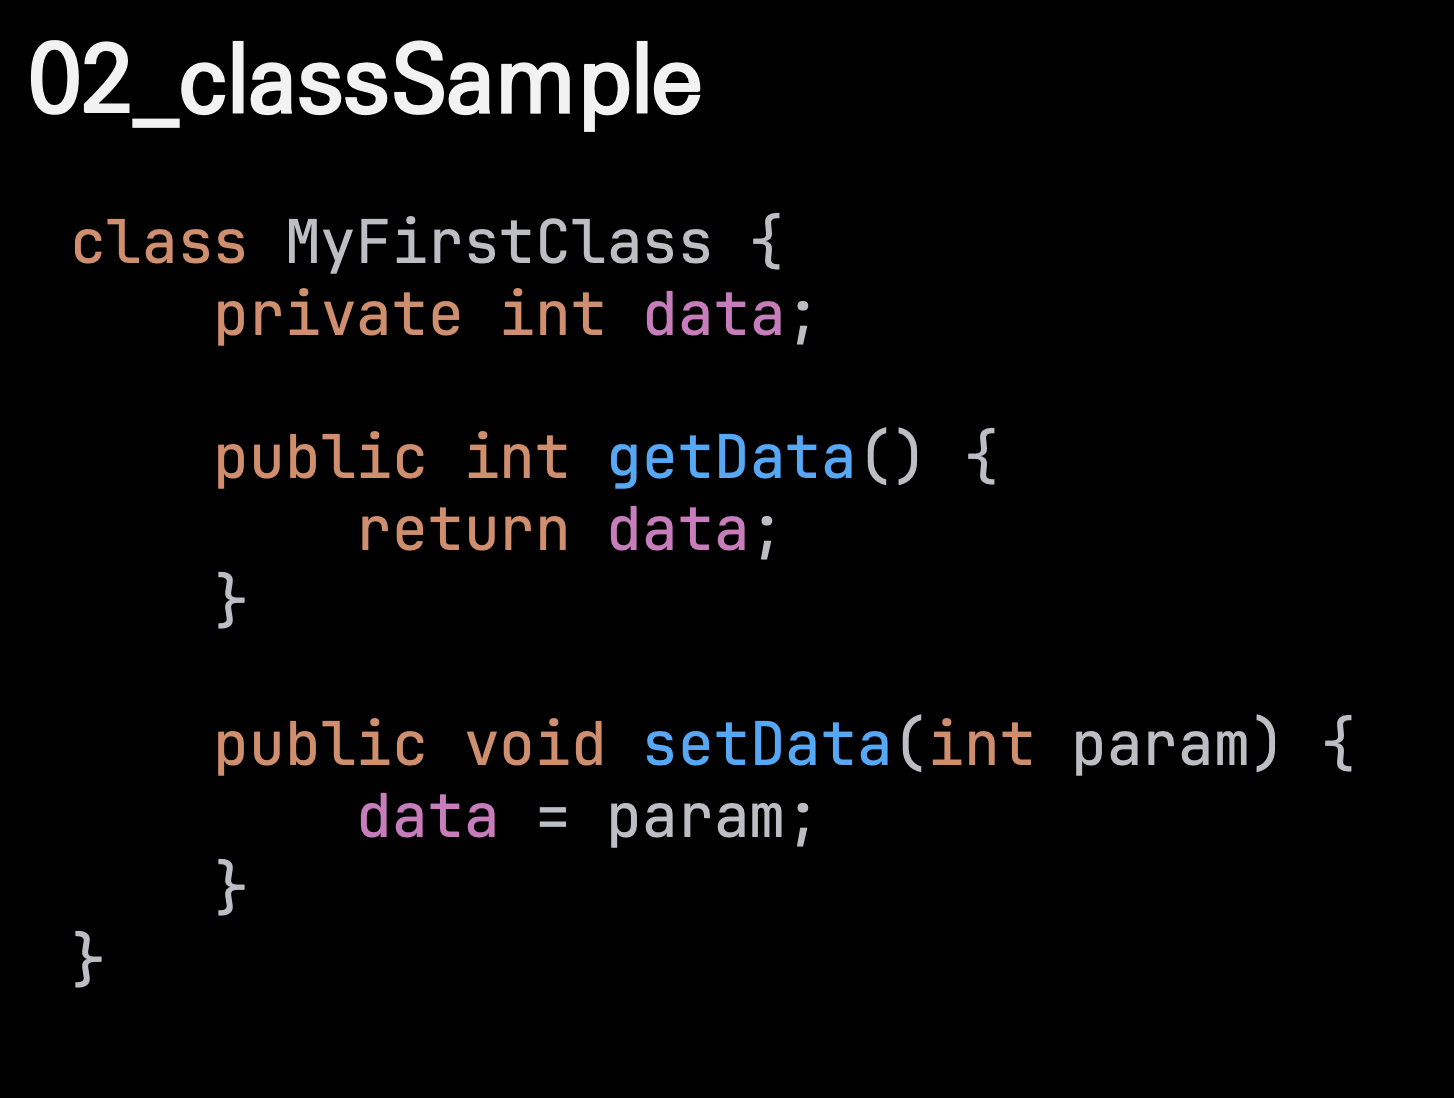 02_classSample
class MyFirstClass {
    private int data;
    public int getData() {
        return data;
    }
    public void setData(int param) {
        data = param;
    }
}